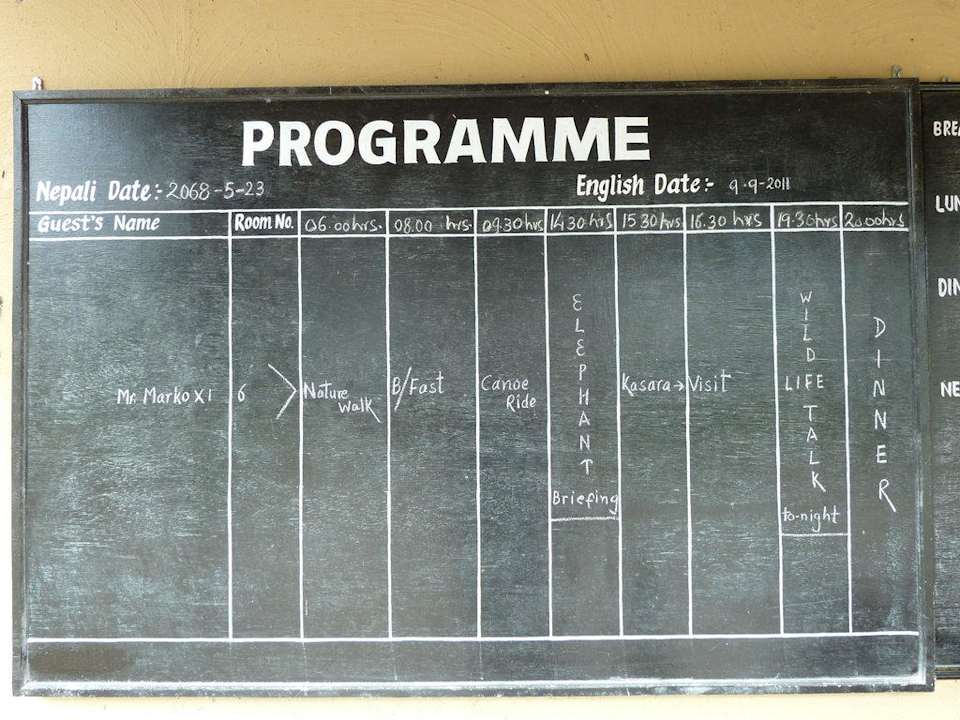 PROGRAMME
Nepali Date:- 2068-5-23
English Date:- 9.9-2011
Guest's Name Room No. 06.00hrs. 08.00 hrs. 09.30hrs 14.30hrs 15.30hrs 16.30 hrs 19.30hrs 20.00hrs
Mr. Marko X1 6 Nature Walk B/Fast Canoe Ride ELEPHANT Briefing Kasara→ Visit WILD LIFE TALK to-night DINNER
BREA
LUN
DIN
NE